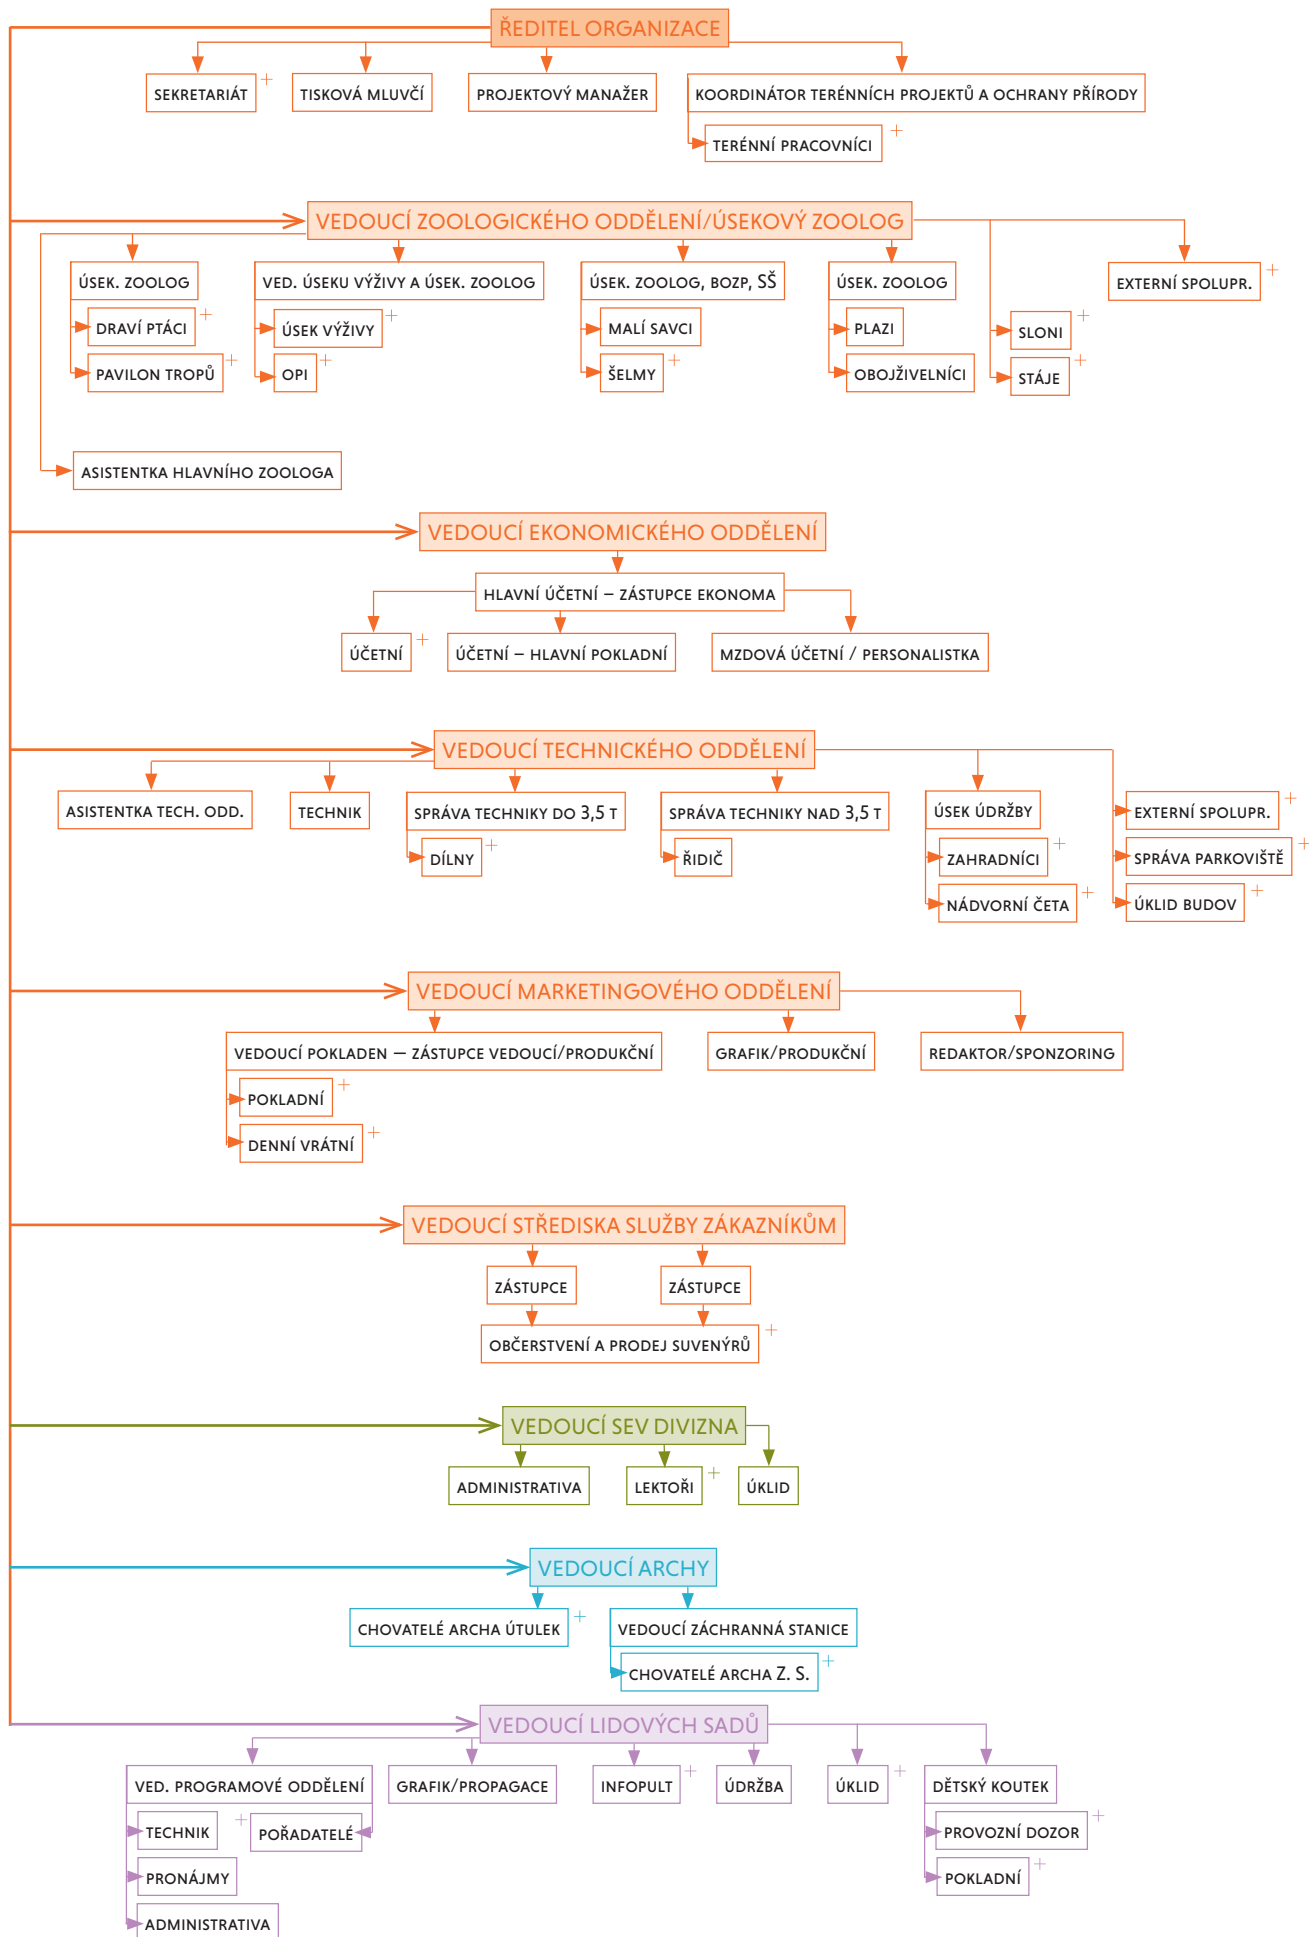 ŘEDITEL ORGANIZACE
SEKRETARIÁT +
TISKOVÁ MLUVČÍ
PROJEKTOVÝ MANAŽER
KOORDINÁTOR TERÉNNÍCH PROJEKTŮ A OCHRANY PŘÍRODY
TERÉNNÍ PRACOVNÍCI +
VEDOUCÍ ZOOLOGICKÉHO ODDĚLENÍ/ÚSEKOVÝ ZOOLOG
ÚSEK. ZOOLOG
DRAVÍ PTÁCI +
PAVILON TROPŮ +
VED. ÚSEKU VÝŽIVY A ÚSEK. ZOOLOG
ÚSEK VÝŽIVY +
OPI +
ÚSEK. ZOOLOG, BOZP, SŠ
MALÍ SAVCI
ŠELMY +
ÚSEK. ZOOLOG
PLAZI
OBOJŽIVELNÍCI
SLONI +
STÁJE +
EXTERNÍ SPOLUPR. +
ASISTENTKA HLAVNÍHO ZOOLOGA
VEDOUCÍ EKONOMICKÉHO ODDĚLENÍ
HLAVNÍ ÚČETNÍ – ZÁSTUPCE EKONOMA
ÚČETNÍ +
ÚČETNÍ – HLAVNÍ POKLADNÍ
MZDOVÁ ÚČETNÍ / PERSONALISTKA
VEDOUCÍ TECHNICKÉHO ODDĚLENÍ
ASISTENTKA TECH. ODD.
TECHNIK
SPRÁVA TECHNIKY DO 3,5 T
DÍLNY +
SPRÁVA TECHNIKY NAD 3,5 T
ŘIDIČ
ÚSEK ÚDRŽBY
ZAHRADNÍCI +
NÁDVORNÍ ČETA +
EXTERNÍ SPOLUPR. +
SPRÁVA PARKOVIŠTĚ +
ÚKLID BUDOV +
VEDOUCÍ MARKETINGOVÉHO ODDĚLENÍ
VEDOUCÍ POKLADEN – ZÁSTUPCE VEDOUCÍ/PRODUKČNÍ
POKLADNÍ +
DENNÍ VRÁTNÍ +
GRAFIK/PRODUKČNÍ
REDAKTOR/SPONZORING
VEDOUCÍ STŘEDISKA SLUŽBY ZÁKAZNÍKŮM
ZÁSTUPCE
ZÁSTUPCE
OBČERSTVENÍ A PRODEJ SUVENÝRŮ +
VEDOUCÍ SEV DIVIZNA
ADMINISTRATIVA
LEKTOŘI +
ÚKLID
VEDOUCÍ ARCHY
CHOVATELÉ ARCHA ÚTULEK +
VEDOUCÍ ZÁCHRANNÁ STANICE
CHOVATELÉ ARCHA Z. S. +
VEDOUCÍ LIDOVÝCH SADŮ
VED. PROGRAMOVÉ ODDĚLENÍ
TECHNIK
+ POŘADATELÉ
PRONÁJMY
ADMINISTRATIVA
GRAFIK/PROPAGACE
INFOPULT +
ÚDRŽBA
ÚKLID +
DĚTSKÝ KOUTEK
PROVOZNÍ DOZOR +
POKLADNÍ +